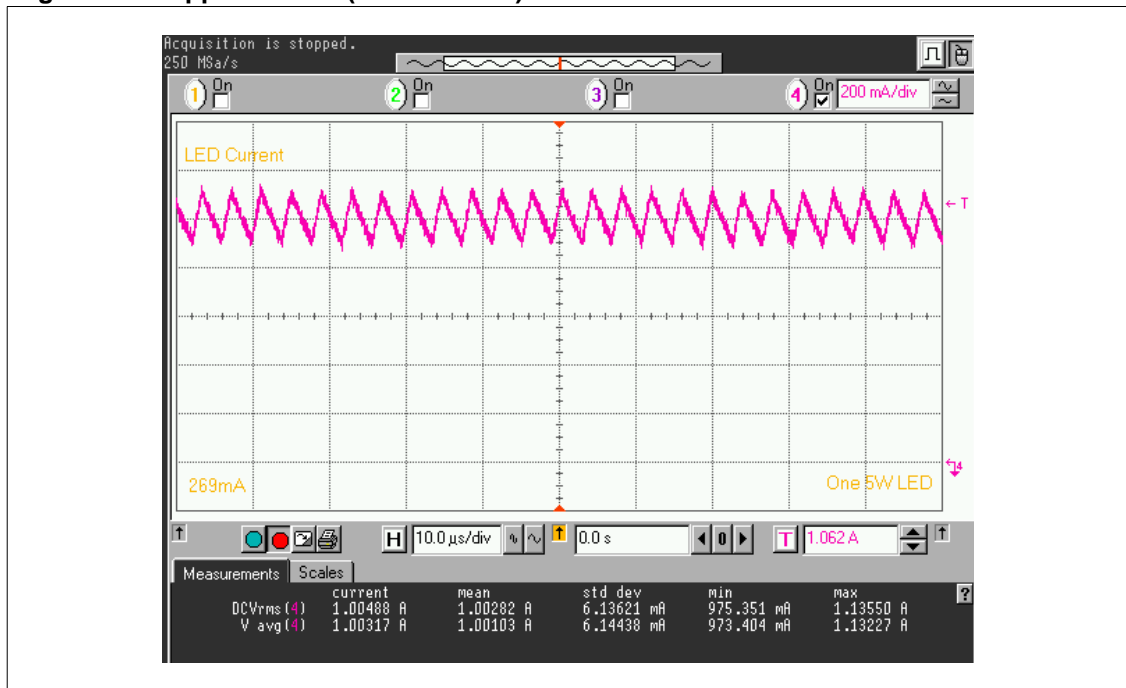 Acquisition is stopped.
250 MSa/s
1 On
2 On
3 On
4 On 200 mA/div
LED Current
T
4
269mA
One 5W LED
H 10.0 µs/div
0.0 s
0
T 1.062 A
Measurements Scales
?
current mean std dev min max
DCVrms(4) 1.00488 A 1.00282 A 6.13621 mA 975.351 mA 1.13550 A
V avg(4) 1.00317 A 1.00103 A 6.14438 mA 973.404 mA 1.13227 A